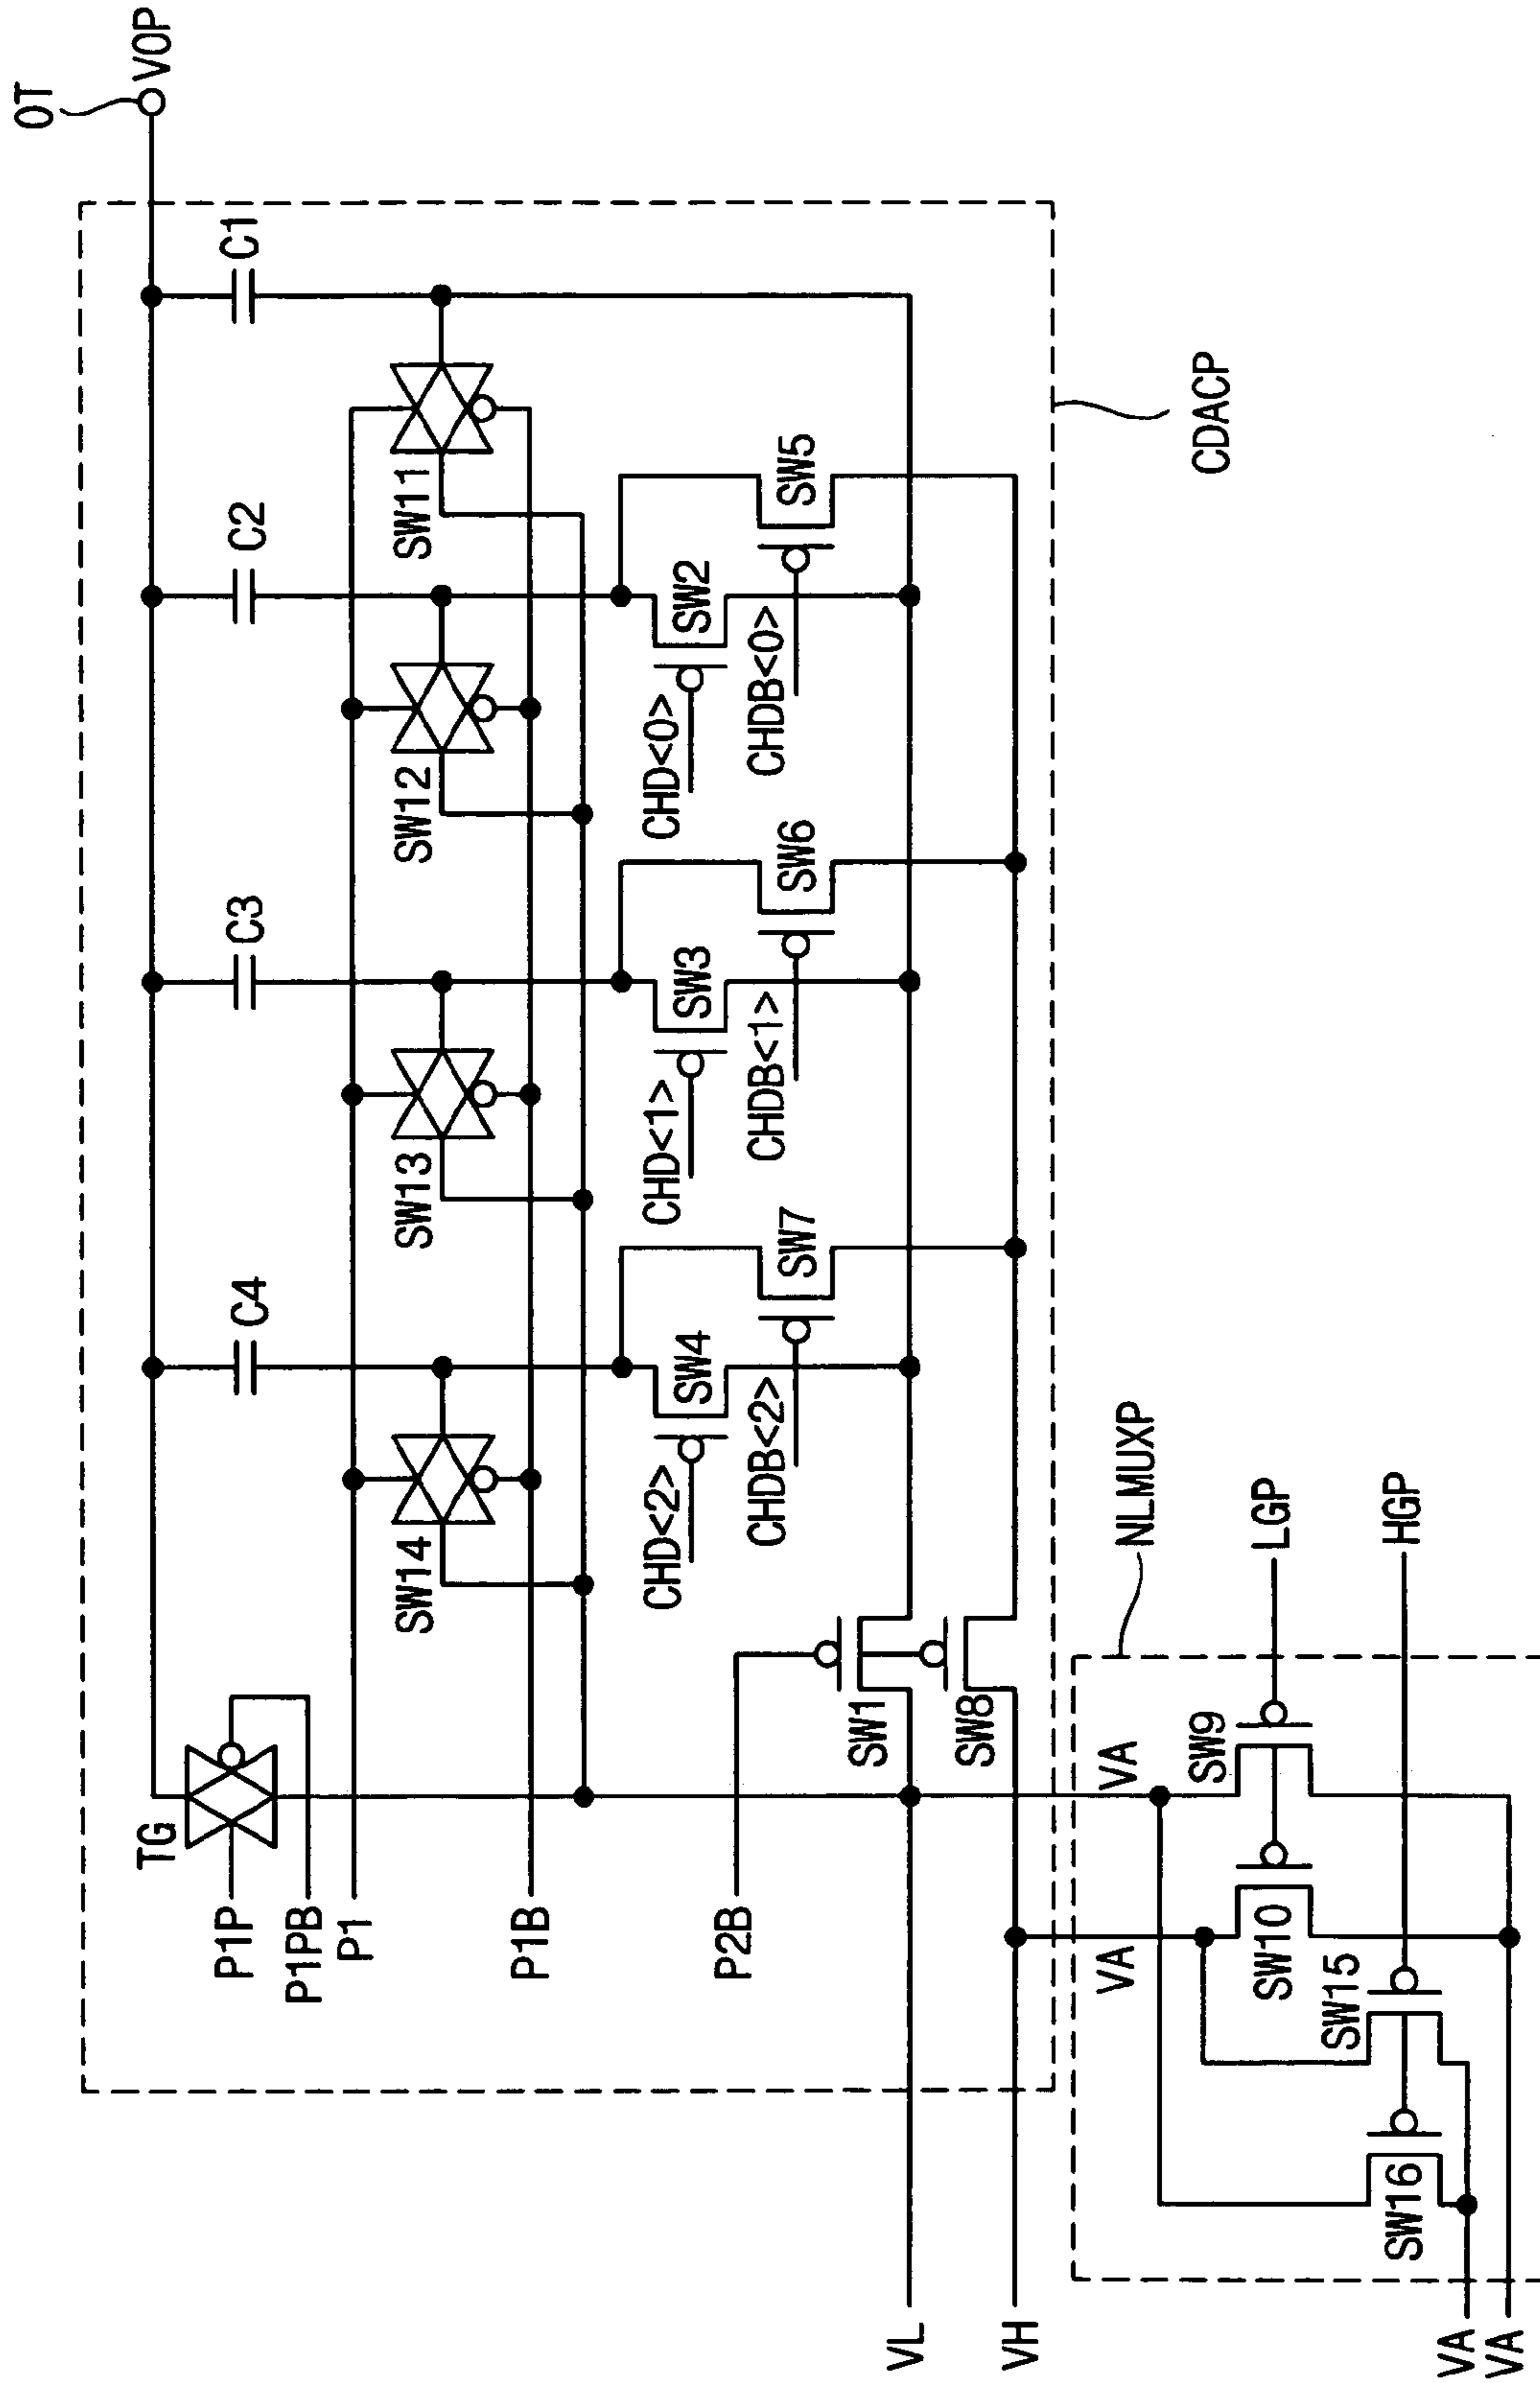 OT
VOP
C1
C2
C3
C4
TG
P1P
P1PB
P1
P1B
P2B
SW11
SW12
SW13
SW14
SW2
SW5
CHD<0>
CHDB<0>
SW3
SW6
CHD<1>
CHDB<1>
SW4
SW7
CHD<2>
CHDB<2>
SW1
SW8
CDACP
VL
VH
NLMUXP
VA
VA
SW9
SW10
SW15
SW16
LGP
HGP
VA
VA